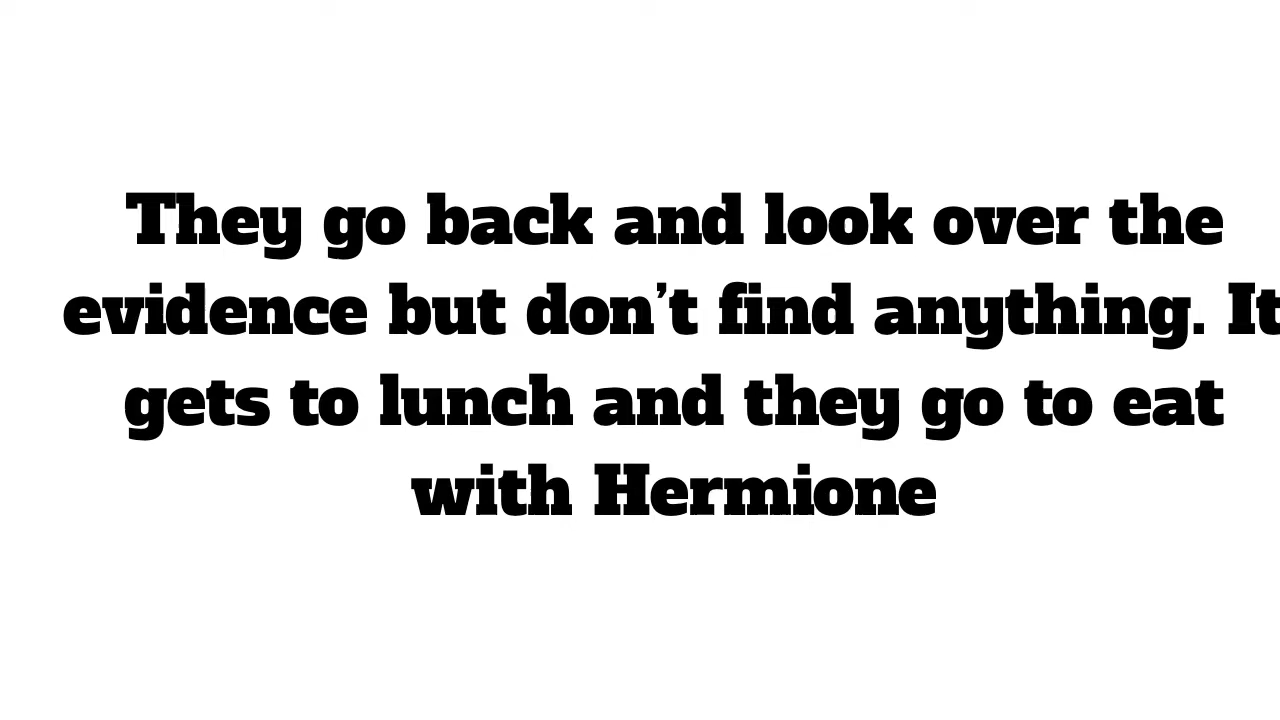 They go back and look over the
evidence but don’t find anything. It
gets to lunch and they go to eat
with Hermione